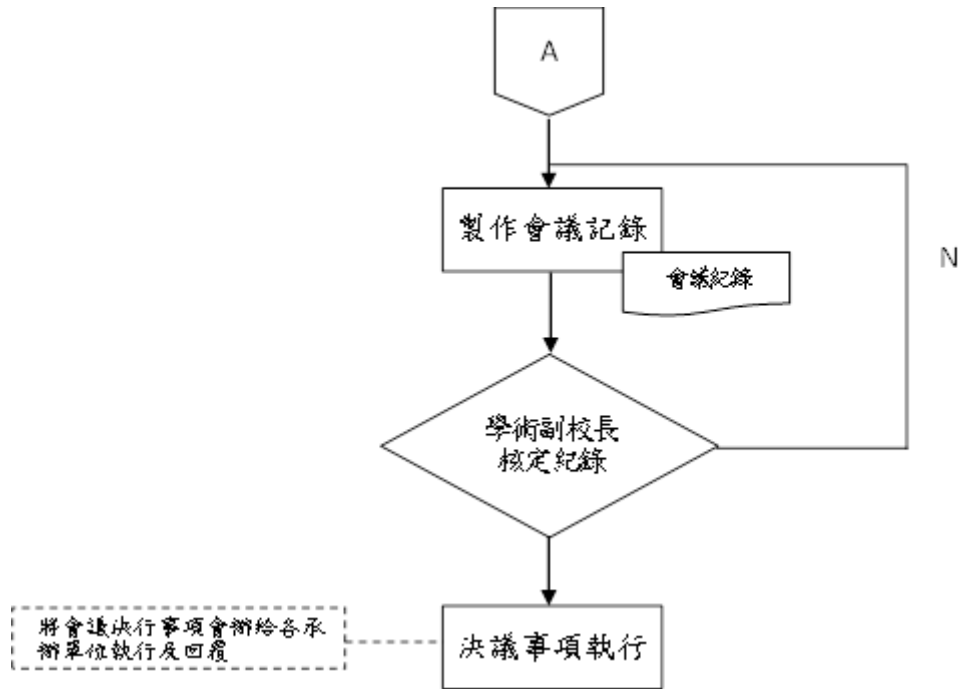 A
製作會議記錄
會議紀錄
N
學術副校長
核定紀錄
將會議決行事項會辦給各承
辦單位執行及回覆
決議事項執行